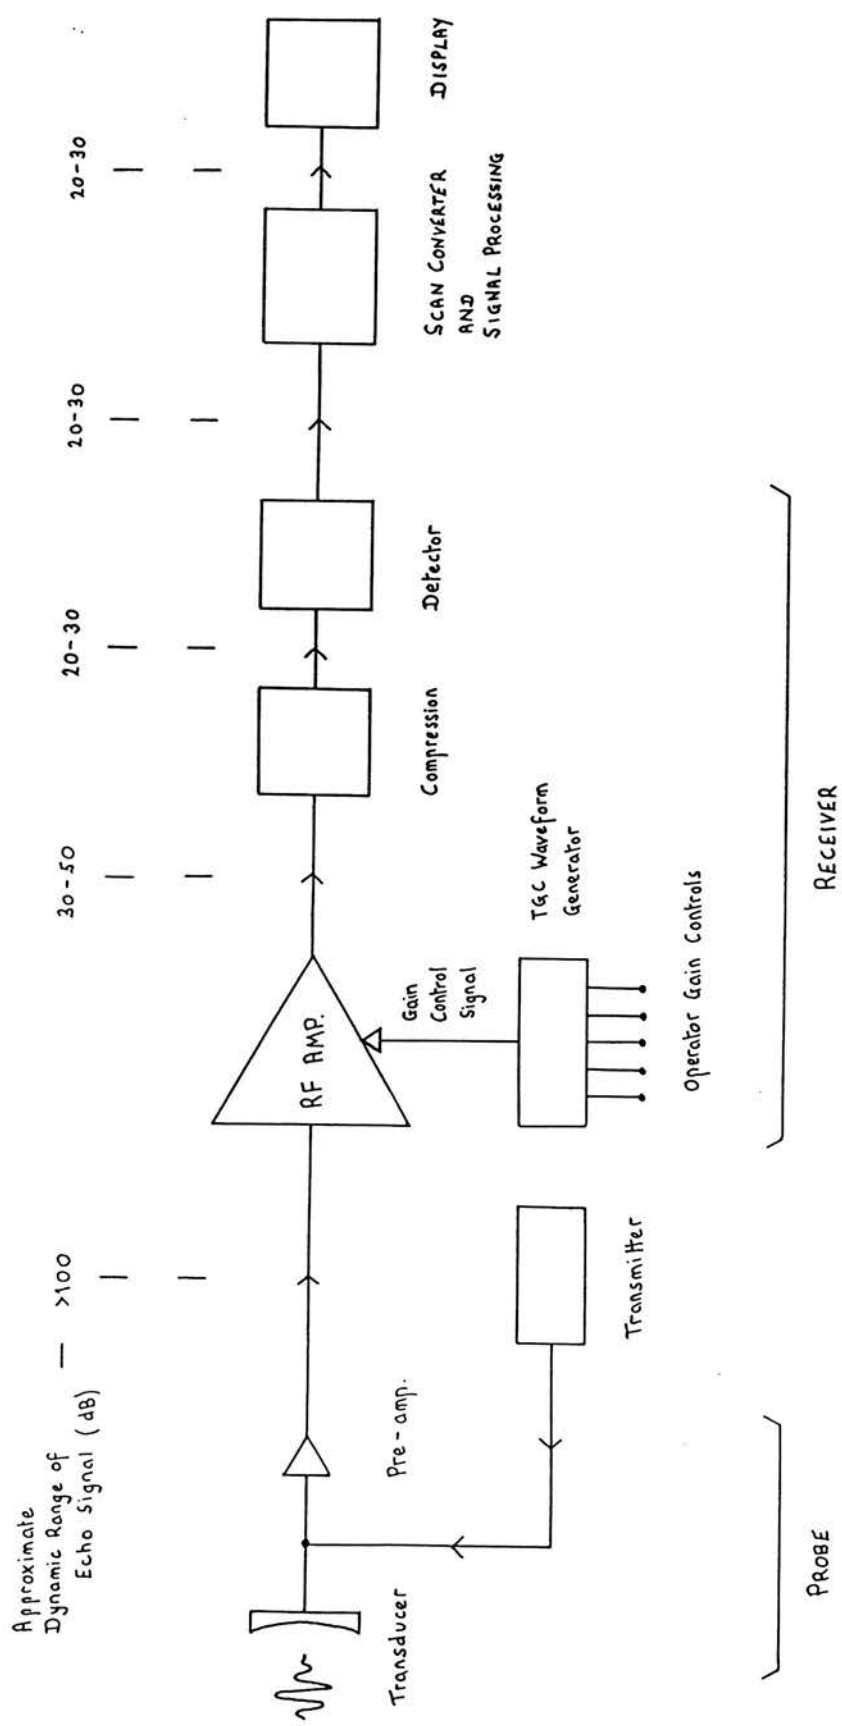 Approximate
Dynamic Range of
Echo Signal (dB)
— >100
30-50
20-30
20-30
20-30
RF AMP.
Gain
Control
Signal
Transducer
Pre-amp.
Compression
Detector
SCAN CONVERTER
AND
SIGNAL PROCESSING
DISPLAY
TGC Waveform
Generator
Transmitter
Operator Gain Controls
PROBE
RECEIVER